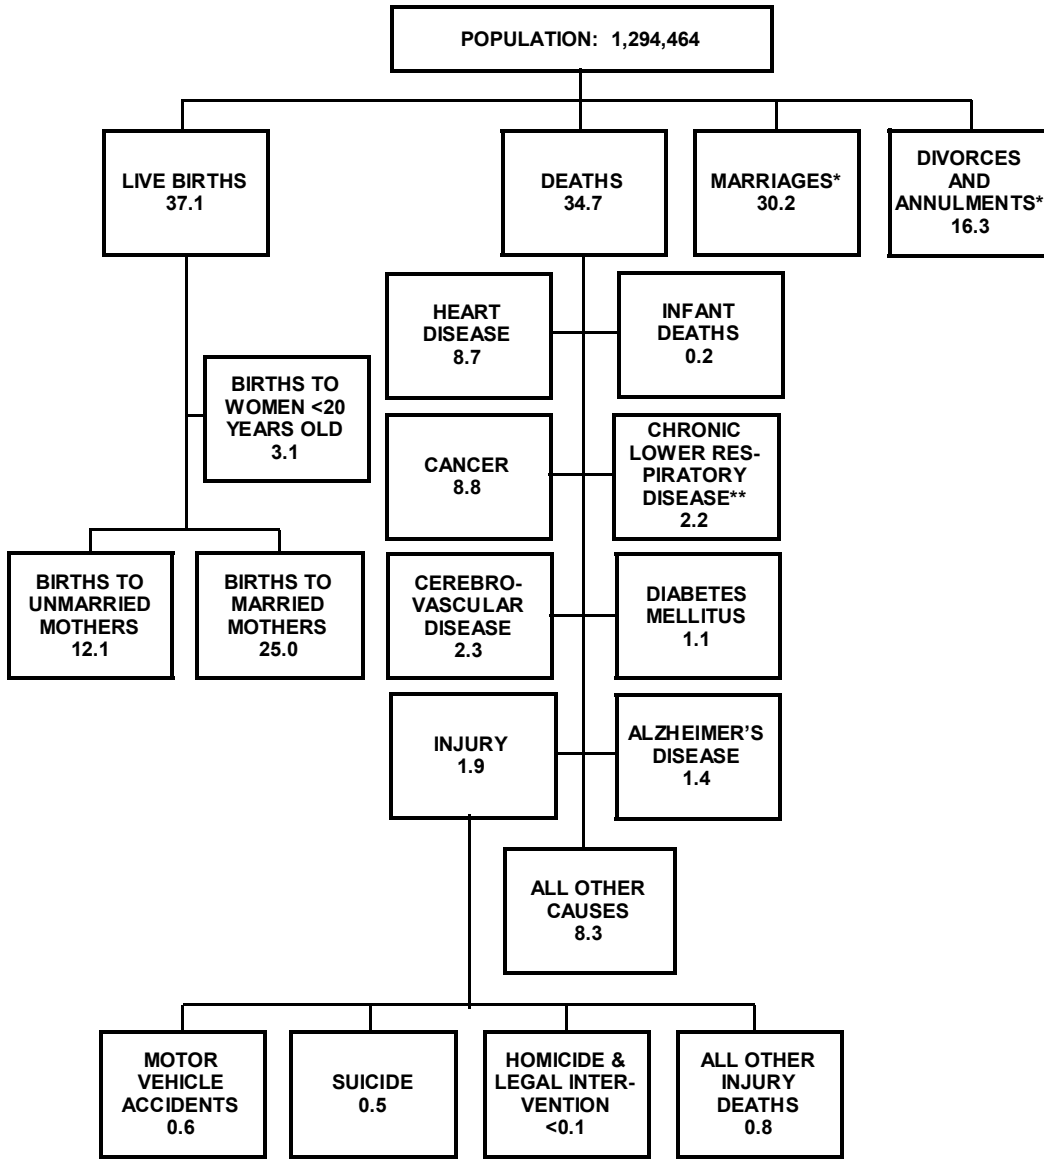 POPULATION: 1,294,464
LIVE BIRTHS
37.1
DEATHS
34.7
MARRIAGES*
30.2
DIVORCES
AND
ANNULMENTS*
16.3
HEART
DISEASE
8.7
INFANT
DEATHS
0.2
BIRTHS TO
WOMEN <20
YEARS OLD
3.1
CANCER
8.8
CHRONIC
LOWER RES-
PIRATORY
DISEASE**
2.2
BIRTHS TO
UNMARRIED
MOTHERS
12.1
BIRTHS TO
MARRIED
MOTHERS
25.0
CEREBRO-
VASCULAR
DISEASE
2.3
DIABETES
MELLITUS
1.1
INJURY
1.9
ALZHEIMER'S
DISEASE
1.4
ALL OTHER
CAUSES
8.3
MOTOR
VEHICLE
ACCIDENTS
0.6
SUICIDE
0.5
HOMICIDE &
LEGAL INTER-
VENTION
<0.1
ALL OTHER
INJURY
DEATHS
0.8